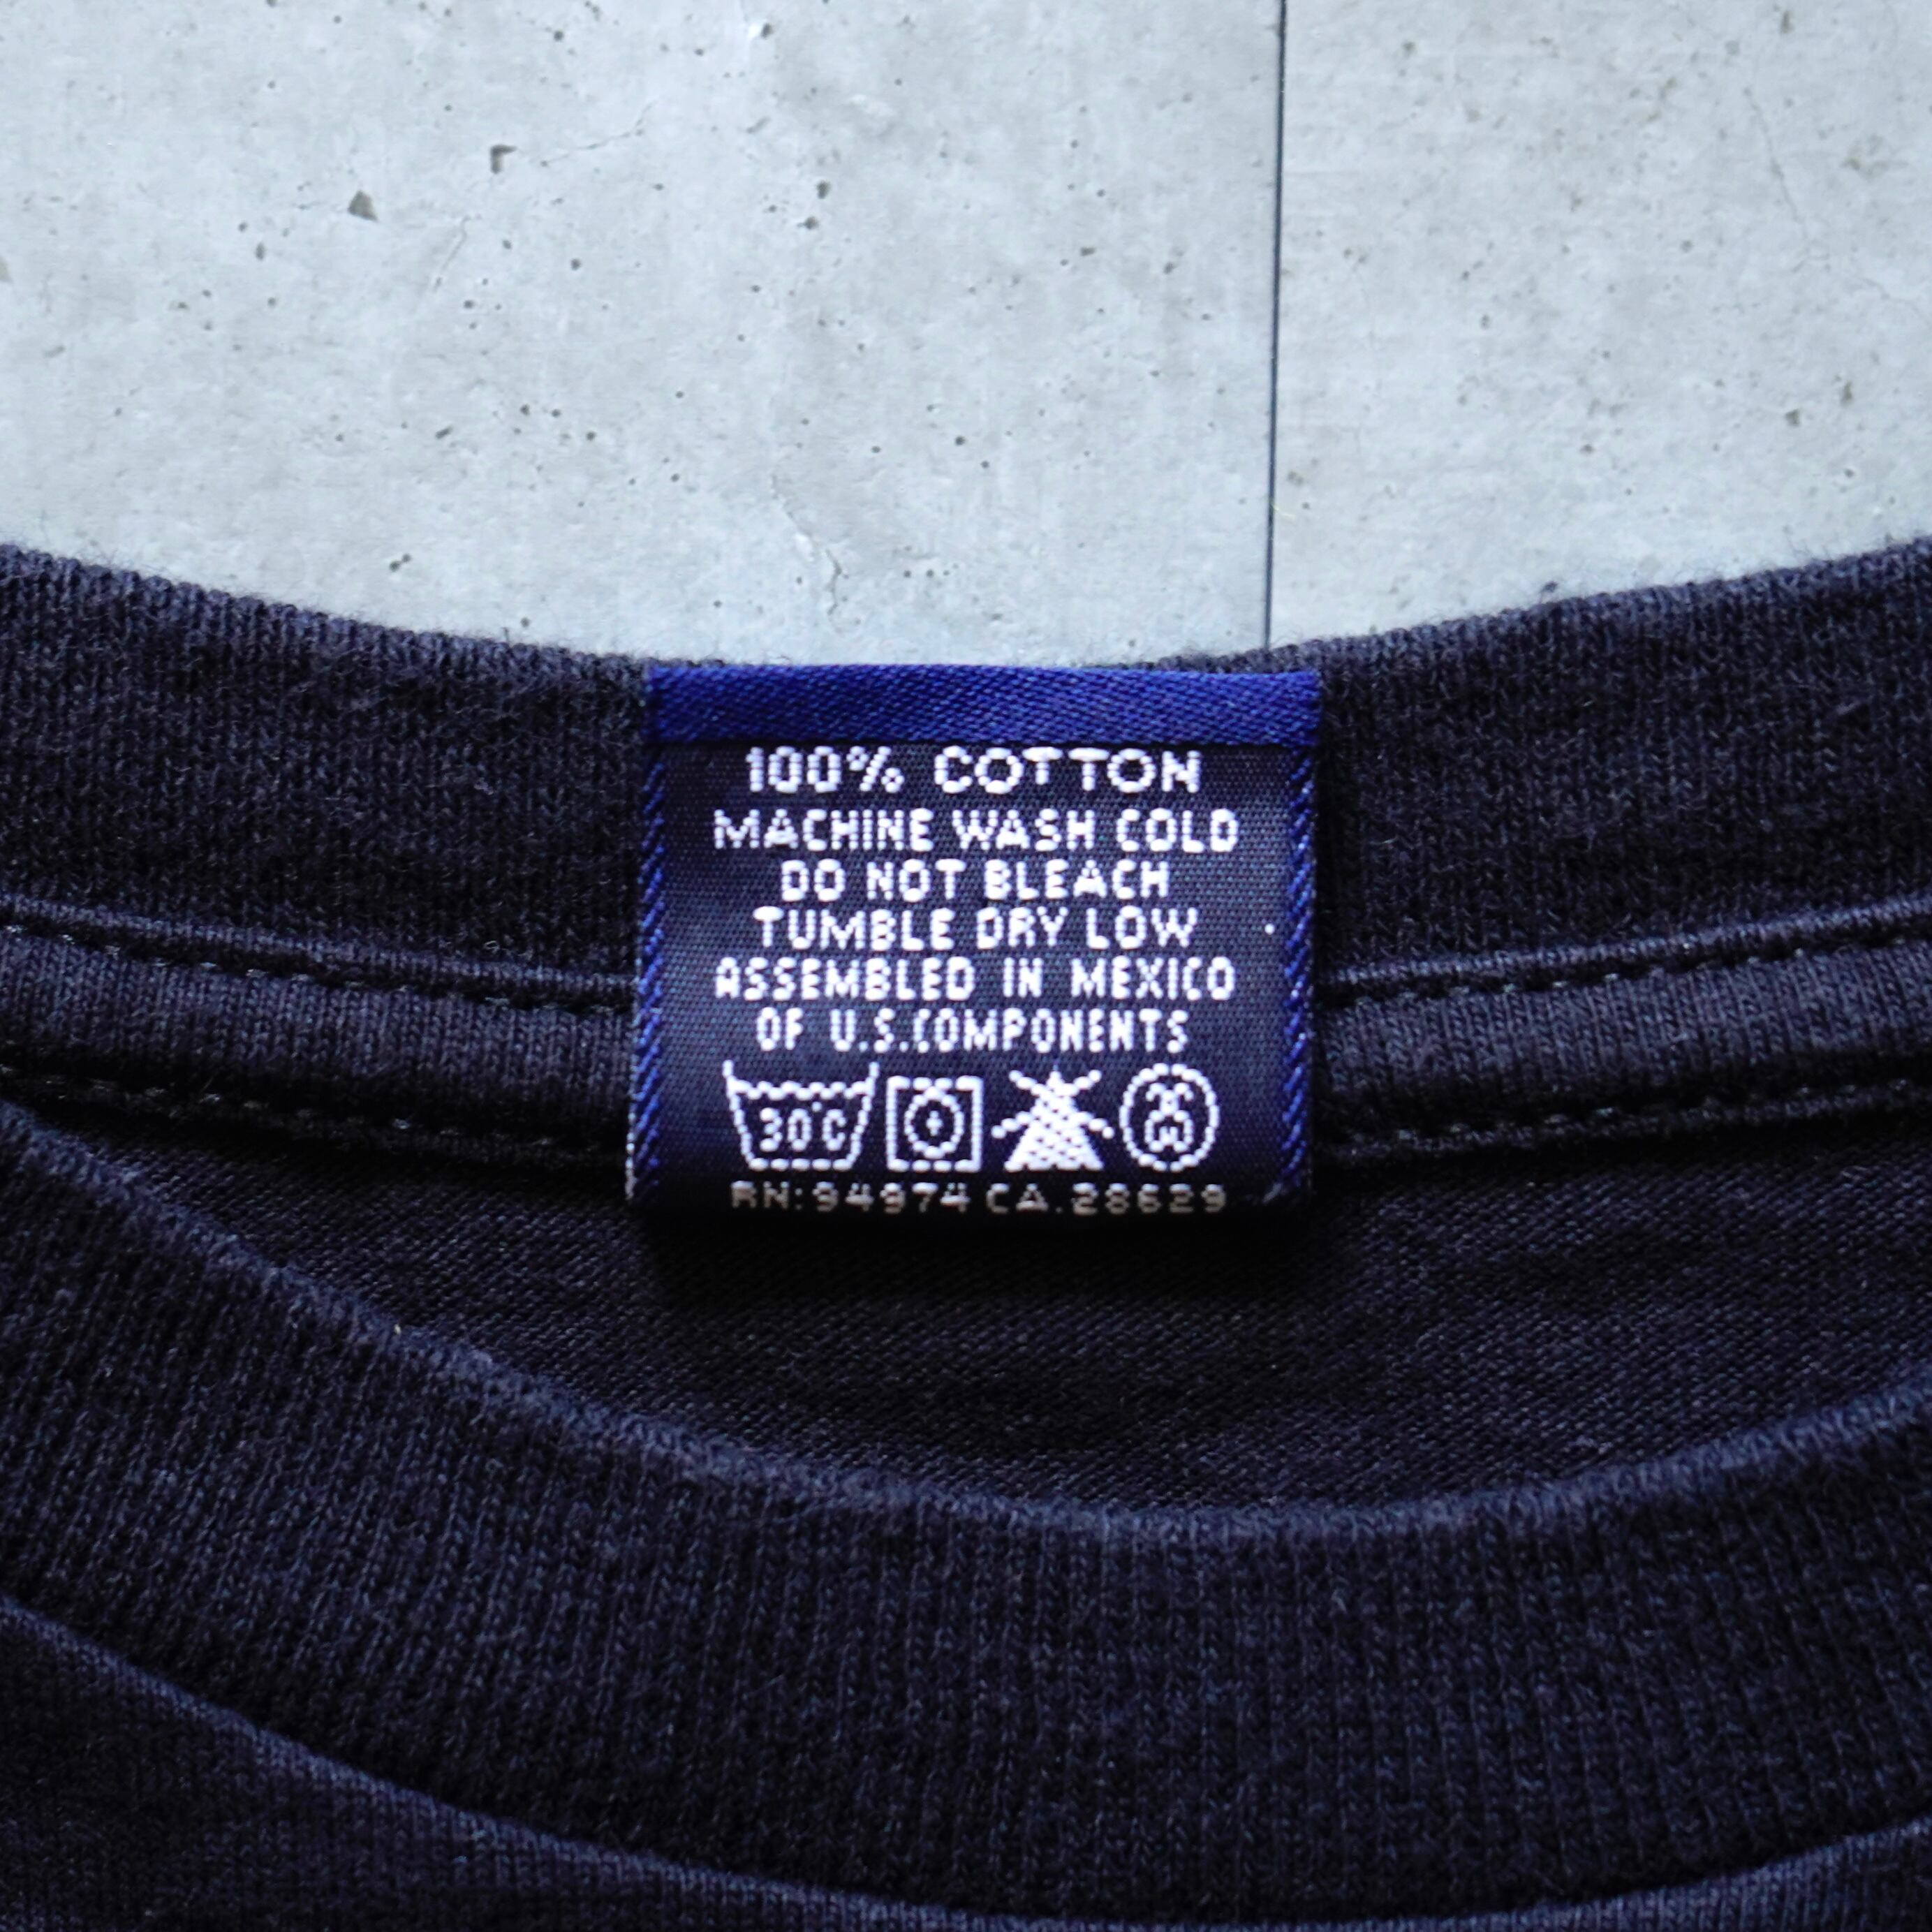 100% COTTON
MACHINE WASH COLD
DO NOT BLEACH
TUMBLE DRY LOW
ASSEMBLED IN MEXICO
OF U.S.COMPONENTS
30°C
RN:94974 CA.28629